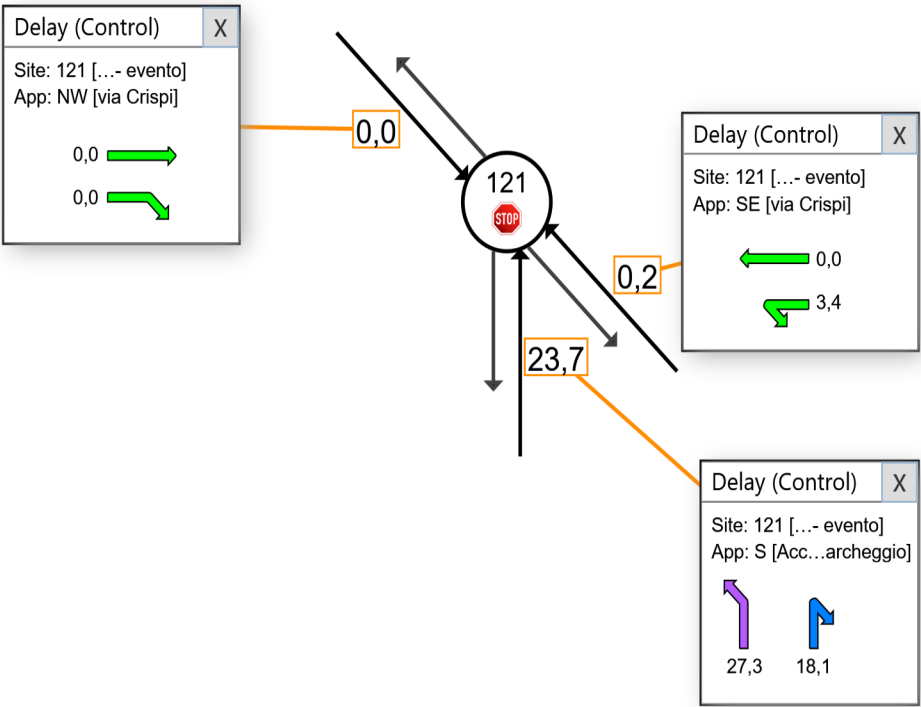 Delay (Control) X
Site: 121 [...- evento]
App: NW [via Crispi]
0,0
0,0
0,0
121
STOP
Delay (Control) X
Site: 121 [...- evento]
App: SE [via Crispi]
0,0
3,4
0,2
23,7
Delay (Control) X
Site: 121 [...- evento]
App: S [Acc...archeggio]
27,3 18,1